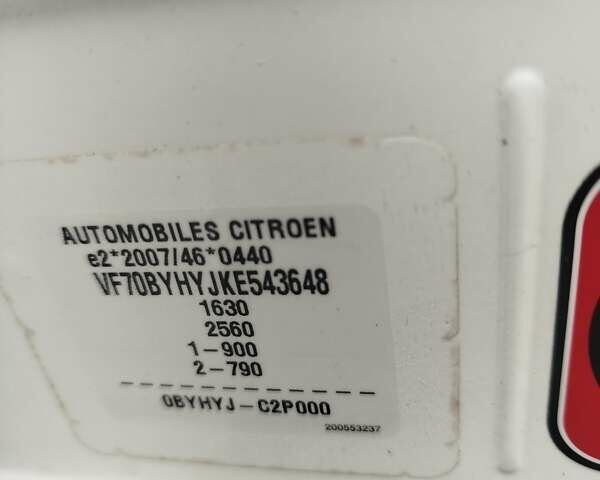 AUTOMOBILES CITROEN
e2*2007/46*0440
VF70BYHYJKE543648
1630
2560
1-900
2-790
0BYHYJ-C2P000
200553237